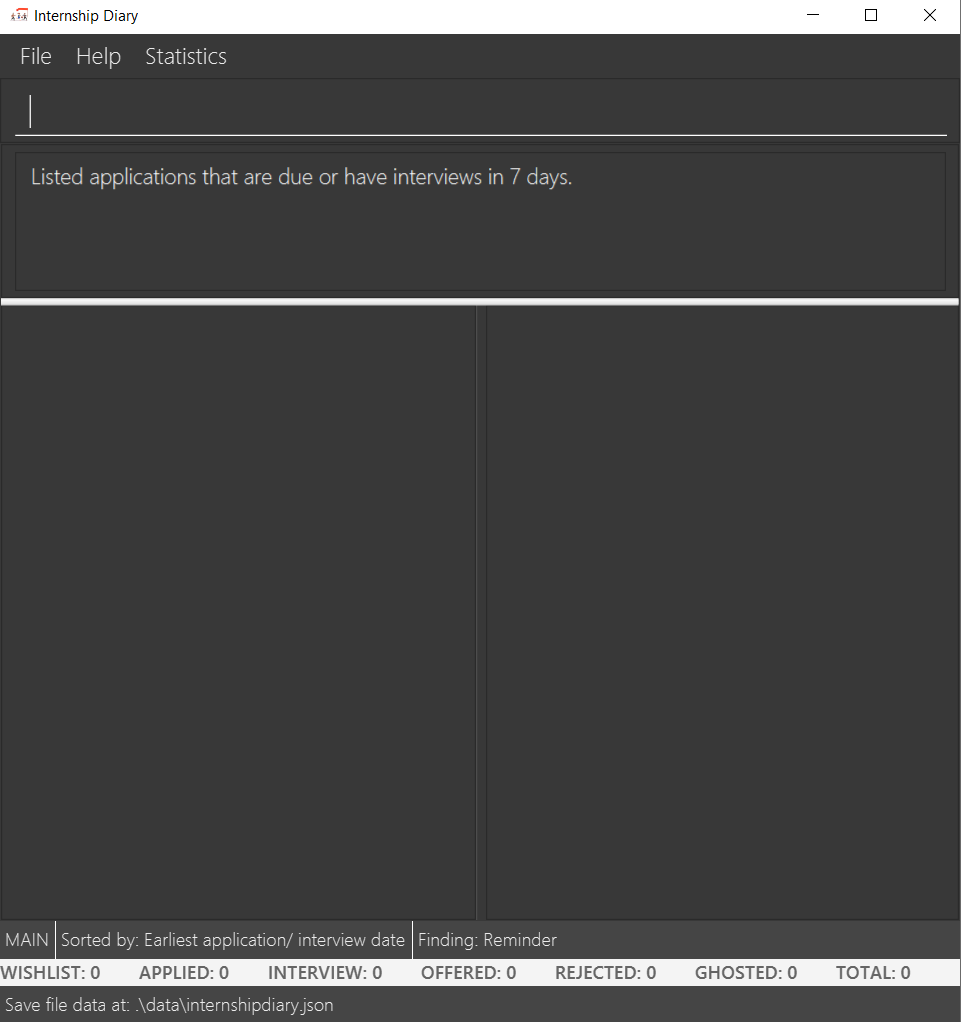 Internship Diary
File Help Statistics
Listed applications that are due or have interviews in 7 days.
MAIN Sorted by: Earliest application/ interview date Finding: Reminder
WISHLIST: 0 APPLIED: 0 INTERVIEW: 0 OFFERED: 0 REJECTED: 0 GHOSTED: 0 TOTAL: 0
Save file data at: .\data\internshipdiary.json